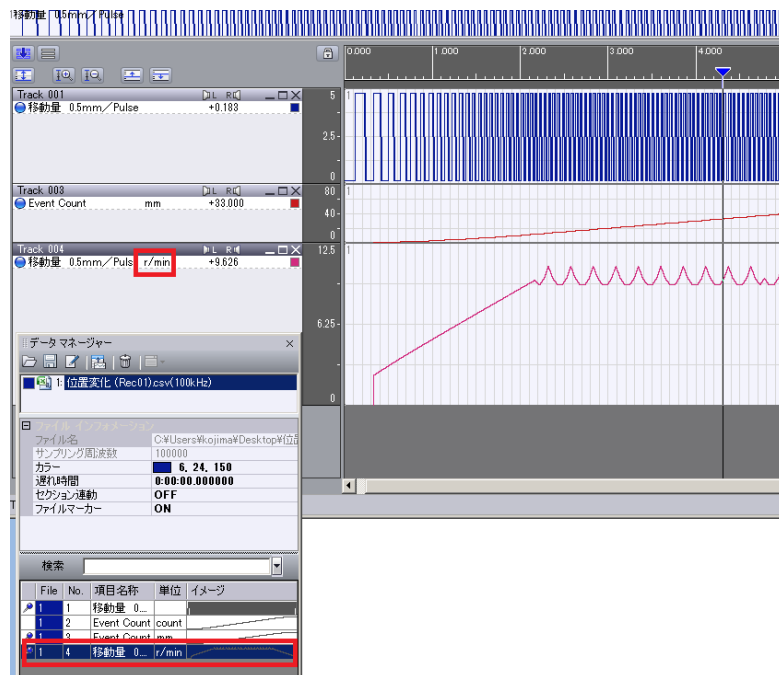 移動量 0.5mm/Pulse
0.000 1.000 2.000 3.000 4.000
Track 001 L R
移動量 0.5mm/Pulse +0.183
5
2.5
0
1
Track 003 L R
Event Count mm +33.000
80
40
0
1
Track 004 L R
移動量 0.5mm/Puls r/min +9.626
12.5
6.25
0
1
データ マネージャー
1: 位置変化 (Rec01).csv(100kHz)
ファイル インフォメーション
ファイル名 C:¥Users¥kojima¥Desktop¥位
サンプリング周波数 100000
カラー 6, 24, 150
遅れ時間 0:00:00.000000
セクション連動 OFF
ファイルマーカー ON
検索
File No. 項目名称 単位 イメージ
1 1 移動量 0...
1 2 Event Count count
1 3 Event Count mm
1 4 移動量 0... r/min